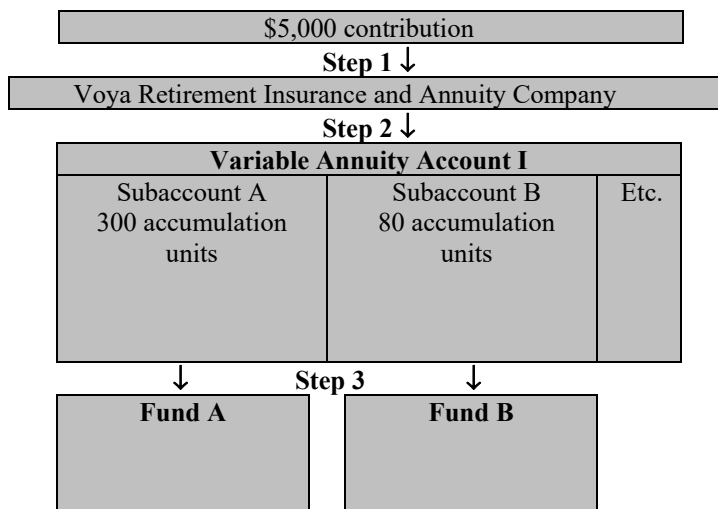 $5,000 contribution
Step 1 ↓
Voya Retirement Insurance and Annuity Company
Step 2 ↓
Variable Annuity Account I
Subaccount A
300 accumulation
units
Subaccount B
80 accumulation
units
Etc.
↓ Step 3 ↓
Fund A
Fund B